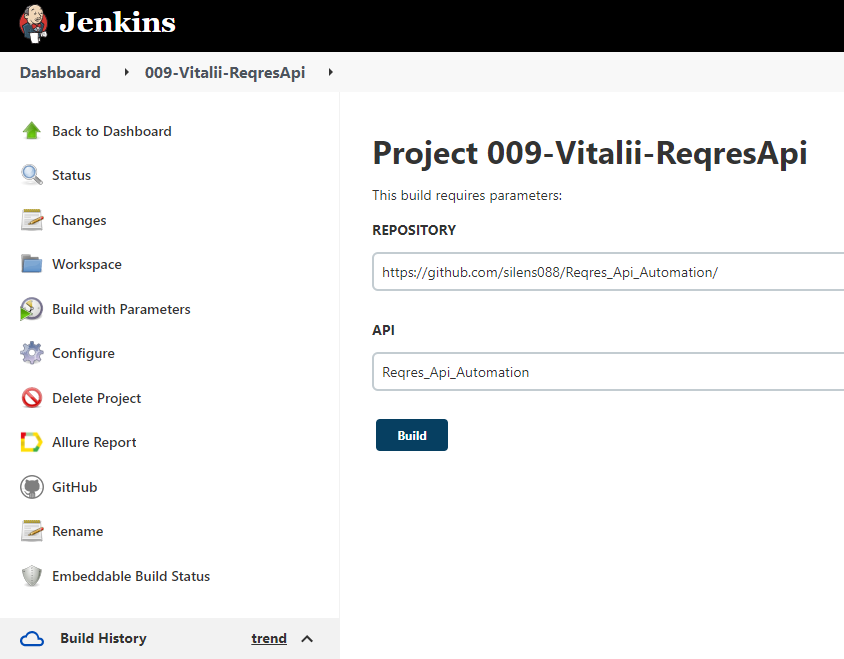 Jenkins
Dashboard 009-Vitalii-ReqresApi
Back to Dashboard
Status
Changes
Workspace
Build with Parameters
Configure
Delete Project
Allure Report
GitHub
Rename
Embeddable Build Status
Build History trend
Project 009-Vitalii-ReqresApi
This build requires parameters:
REPOSITORY
https://github.com/silens088/Reqres_Api_Automation/
API
Reqres_Api_Automation
Build